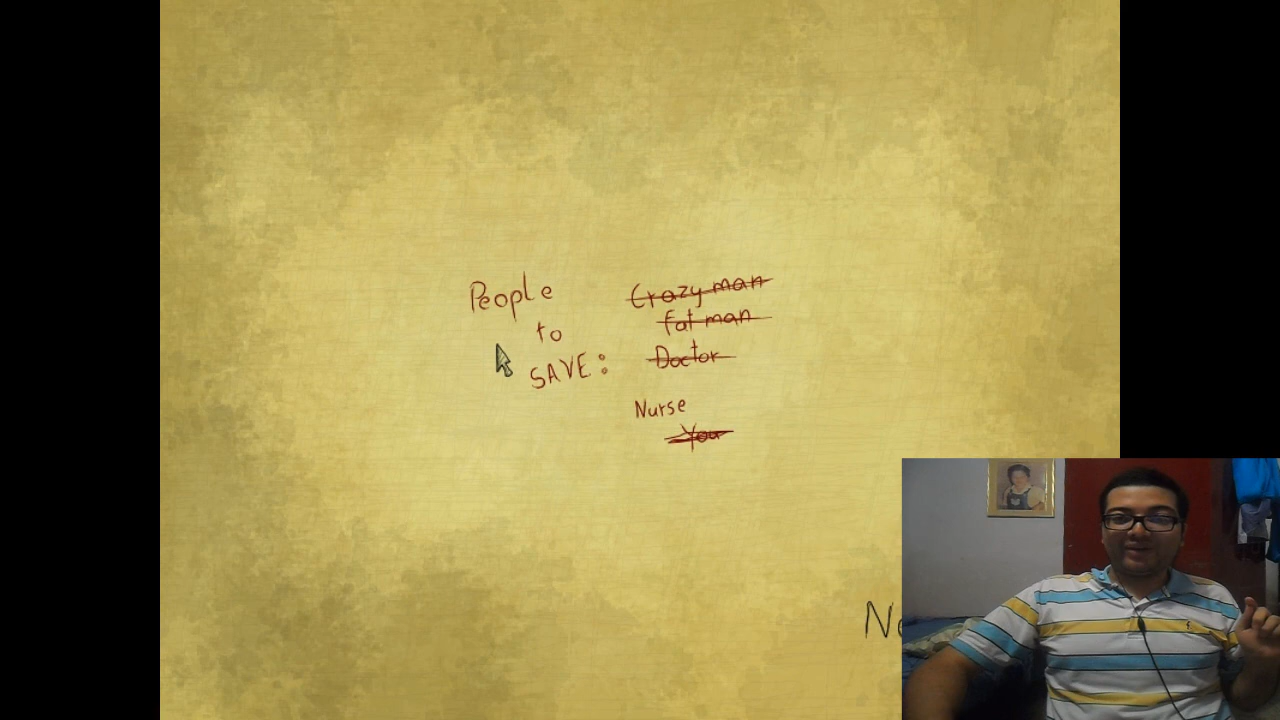 People
to
SAVE:
Crazy man
fat man
Doctor
Nurse
You